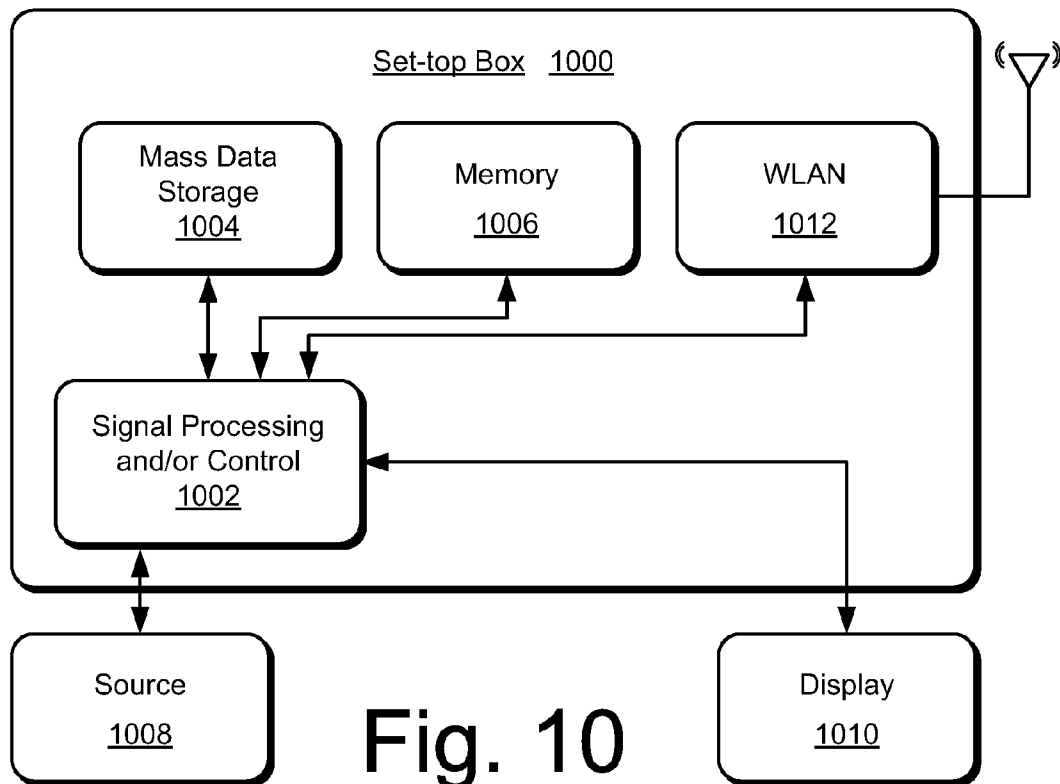 Set-top Box 1000
Mass Data
Storage
1004
Memory
1006
WLAN
1012
Signal Processing
and/or Control
1002
Source
1008
Display
1010
Fig. 10